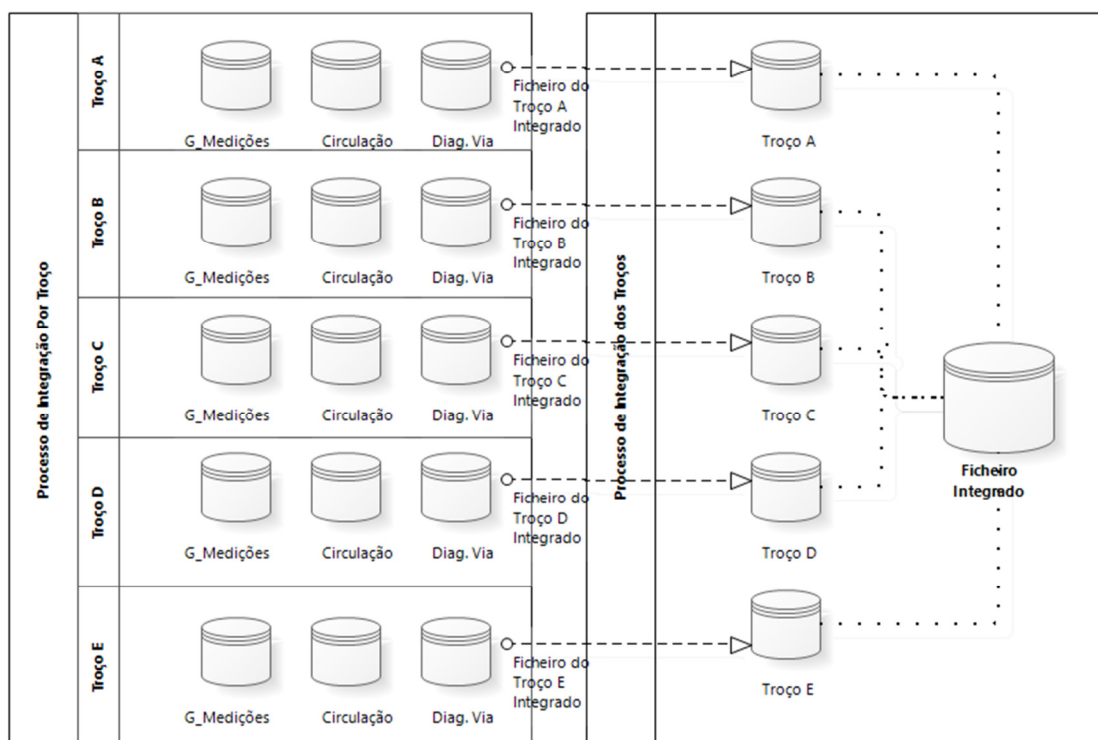 Processo de Integração Por Troço
Troço A
G_Medições
Circulação
Diag. Via
Ficheiro do
Troço A
Integrado
Troço B
G_Medições
Circulação
Diag. Via
Ficheiro do
Troço B
Integrado
Troço C
G_Medições
Circulação
Diag. Via
Ficheiro do
Troço C
Integrado
Troço D
G_Medições
Circulação
Diag. Via
Ficheiro do
Troço D
Integrado
Troço E
G_Medições
Circulação
Diag. Via
Ficheiro do
Troço E
Integrado
Processo de Integração dos Troços
Troço A
Troço B
Troço C
Troço D
Troço E
Ficheiro
Integrado